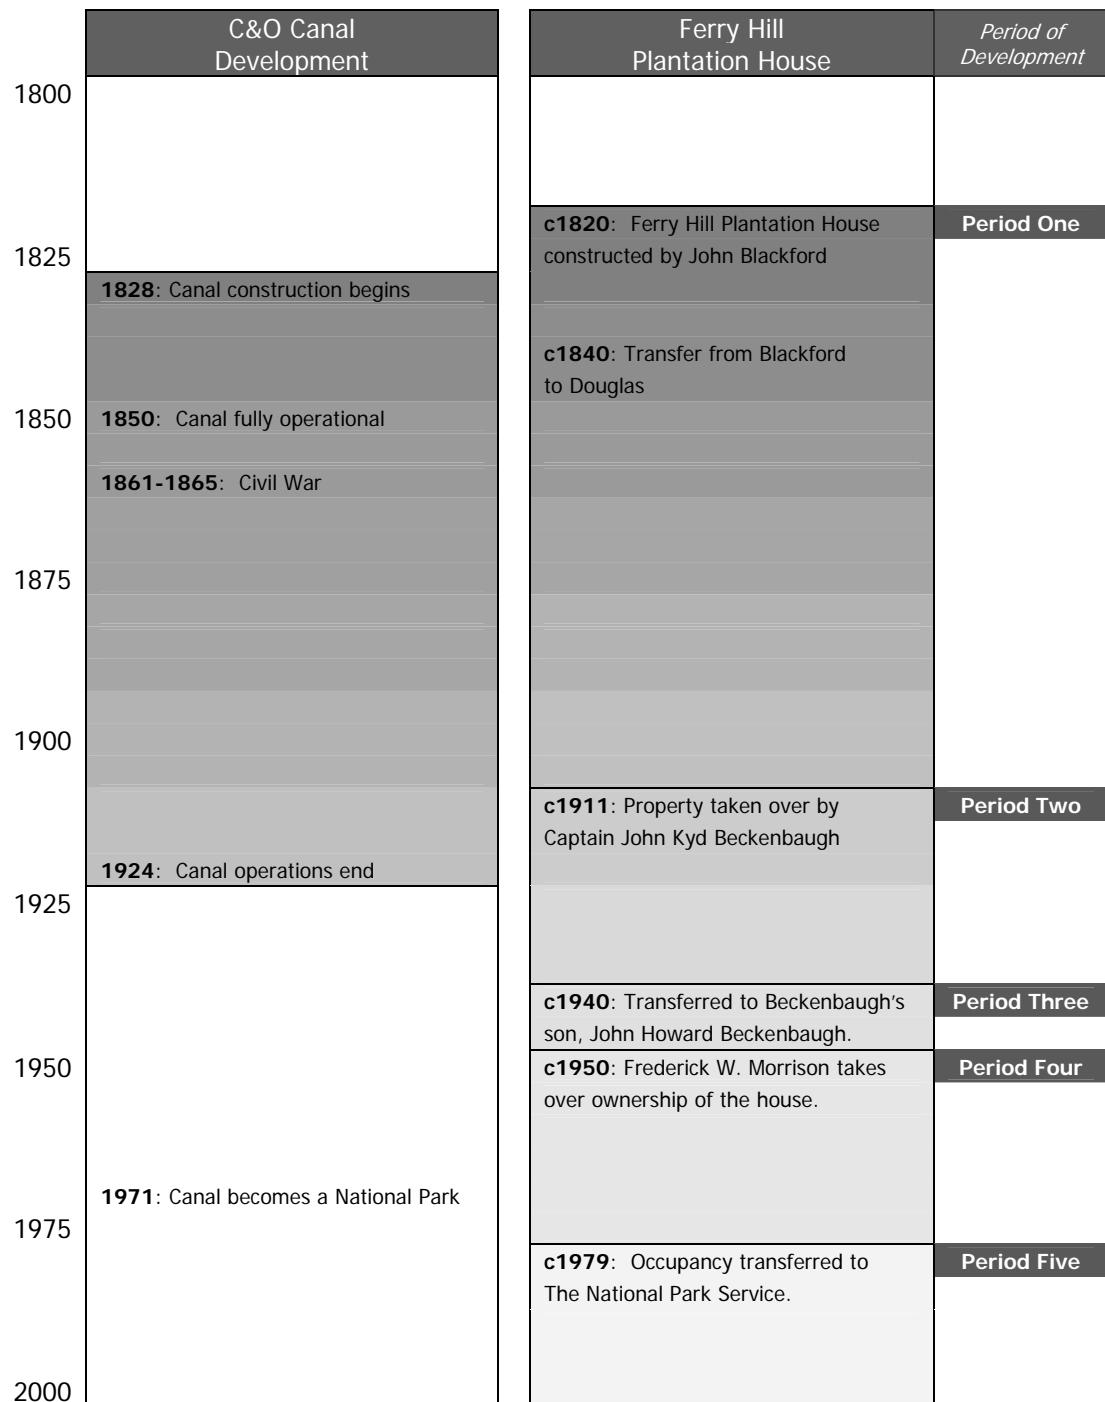 C&O Canal
Development
Ferry Hill
Plantation House
Period of
Development
1800
c1820: Ferry Hill Plantation House
constructed by John Blackford
Period One
1825
1828: Canal construction begins
c1840: Transfer from Blackford
to Douglas
1850
1850: Canal fully operational
1861-1865: Civil War
1875
1900
c1911: Property taken over by
Captain John Kyd Beckenbaugh
Period Two
1924: Canal operations end
1925
c1940: Transferred to Beckenbaugh's
son, John Howard Beckenbaugh.
Period Three
1950
c1950: Frederick W. Morrison takes
over ownership of the house.
Period Four
1971: Canal becomes a National Park
1975
c1979: Occupancy transferred to
The National Park Service.
Period Five
2000